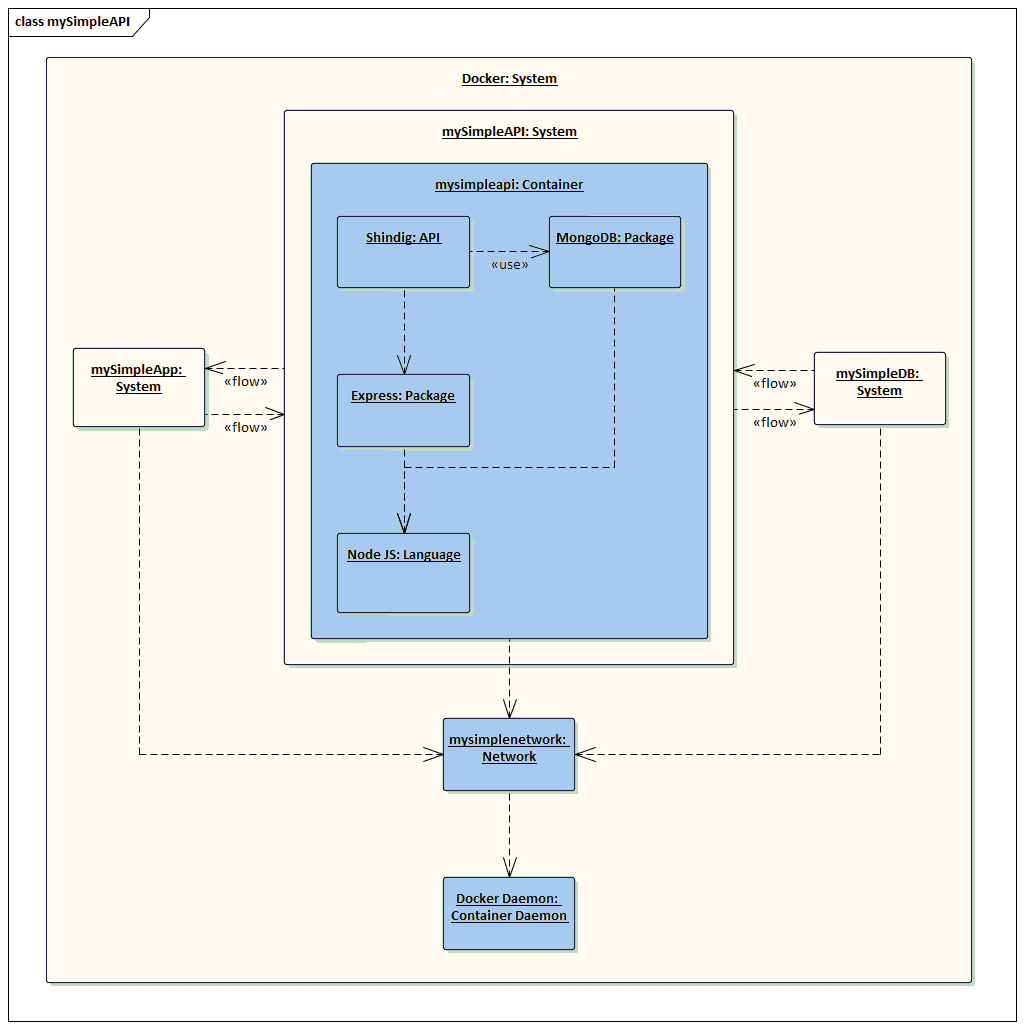 class mySimpleAPI
Docker: System
mySimpleAPI: System
mysimpleapi: Container
Shindig: API
MongoDB: Package
«use»
mySimpleApp:
System
«flow»
«flow»
Express: Package
mySimpleDB:
System
«flow»
«flow»
Node JS: Language
mysimplenetwork:
Network
Docker Daemon:
Container Daemon